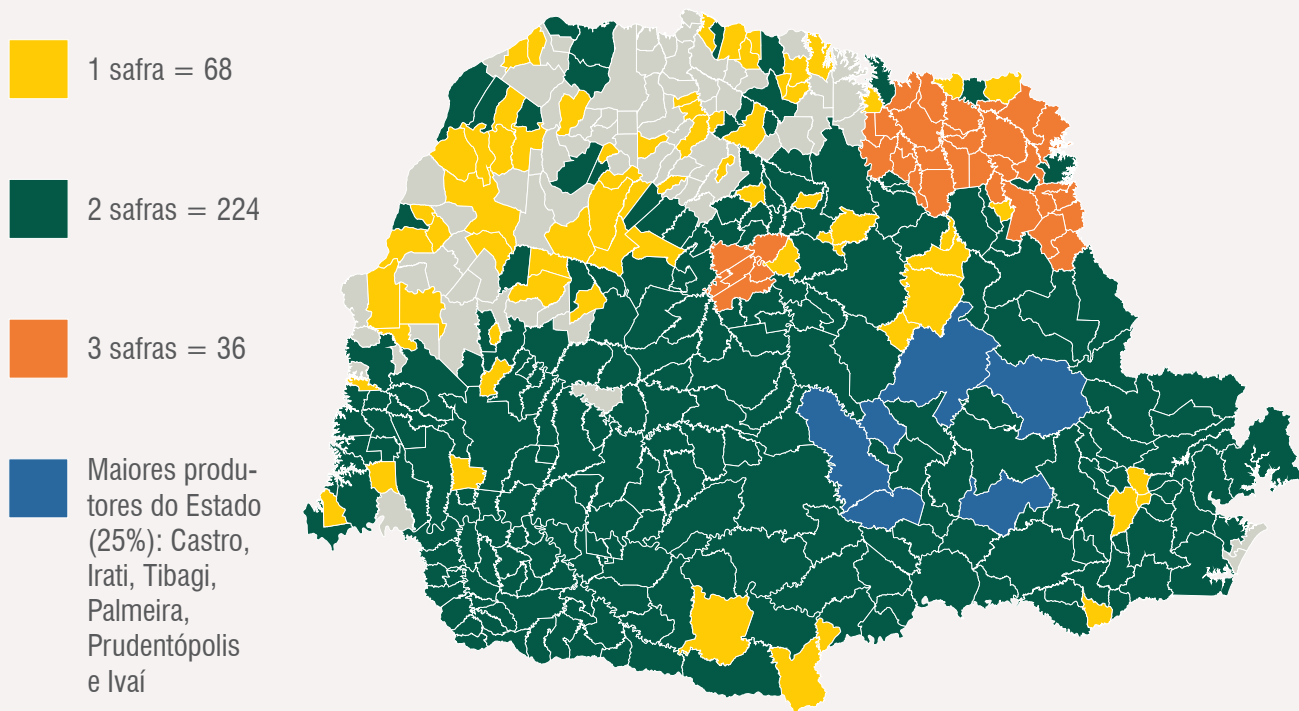 1 safra = 68
2 safras = 224
3 safras = 36
Maiores produ-
tores do Estado
(25%): Castro,
Irati, Tibagi,
Palmeira,
Prudentópolis
e Ivaí